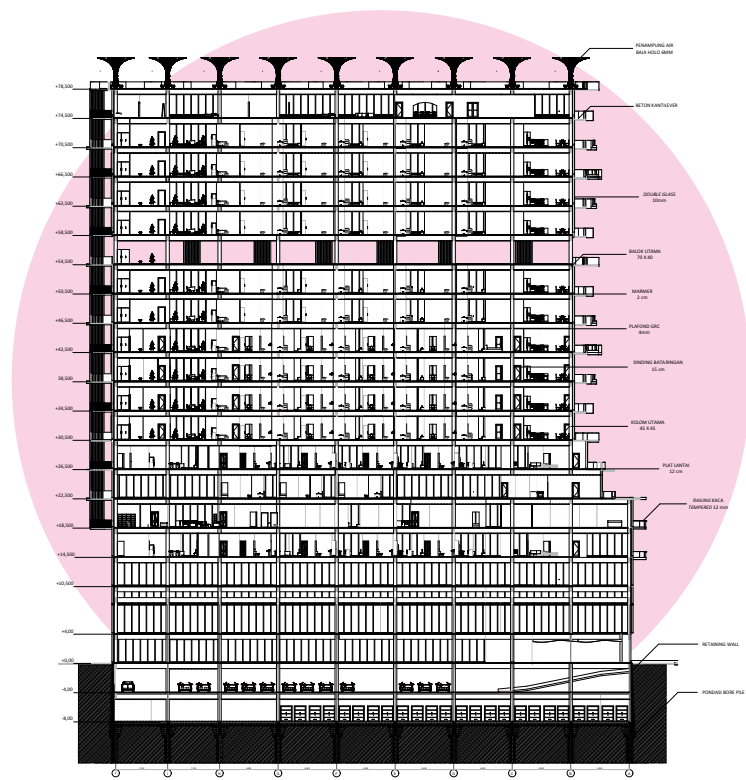 PENAMPUNG AIR
BAJA HOLO 6MM
+78,500
BETON KANTILEVER
+74,500
+70,500
+66,500
DOUBLE GLASS
10mm
+62,500
+58,500
BALOK UTAMA
70 X 40
+54,500
MARMER
2 cm
+50,500
+46,500
PLAFOND GRC
4mm
+42,500
DINDING BATA RINGAN
15 cm
38,500
+34,500
KOLOM UTAMA
45 X 45
+30,500
PLAT LANTAI
12 cm
+26,500
+22,500
RAILING KACA
TEMPERED 12 mm
+18,500
+14,500
+10,500
RETAINING WALL
+0,00
-4,00
PONDASI BORE PILE
-8,00